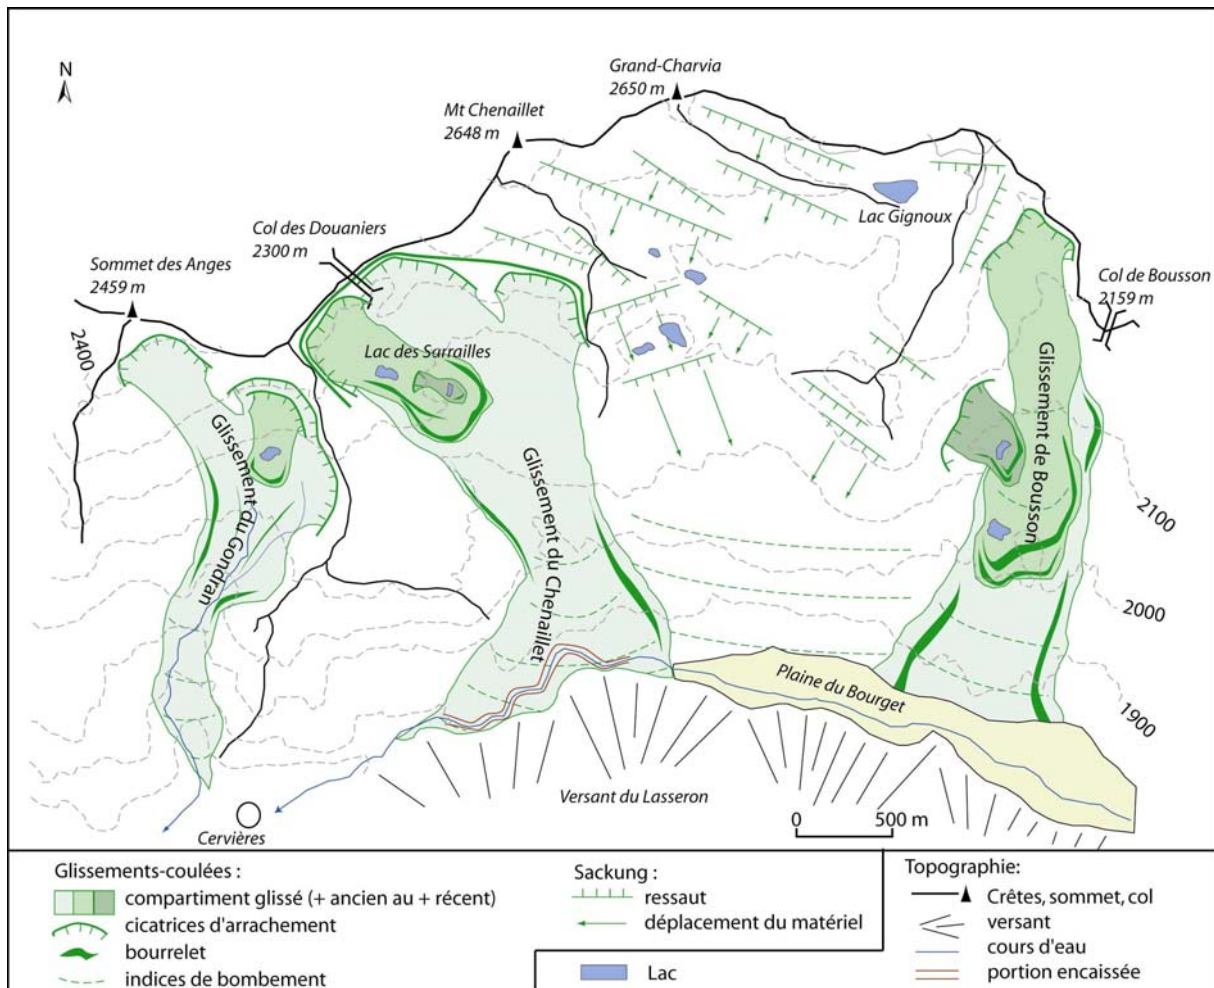 N
Grand-Charvia
2650 m
Mt Chenaillet
2648 m
Lac Gignoux
Col des Douaniers
2300 m
Sommet des Anges
2459 m
Col de Bousson
2159 m
2400
Lac des Sarrailles
Glissement du Gondran
Glissement du Chenaillet
Glissement de Bousson
2100
2000
1900
Plaine du Bourget
Versant du Lasseron
0 500 m
Cervières
Glissements-coulées :
compartiment glissé (+ ancien au + récent)
cicatrices d'arrachement
bourrelet
indices de bombement
Sackung :
ressaut
déplacement du matériel
Lac
Topographie:
Crêtes, sommet, col
versant
cours d'eau
portion encaissée